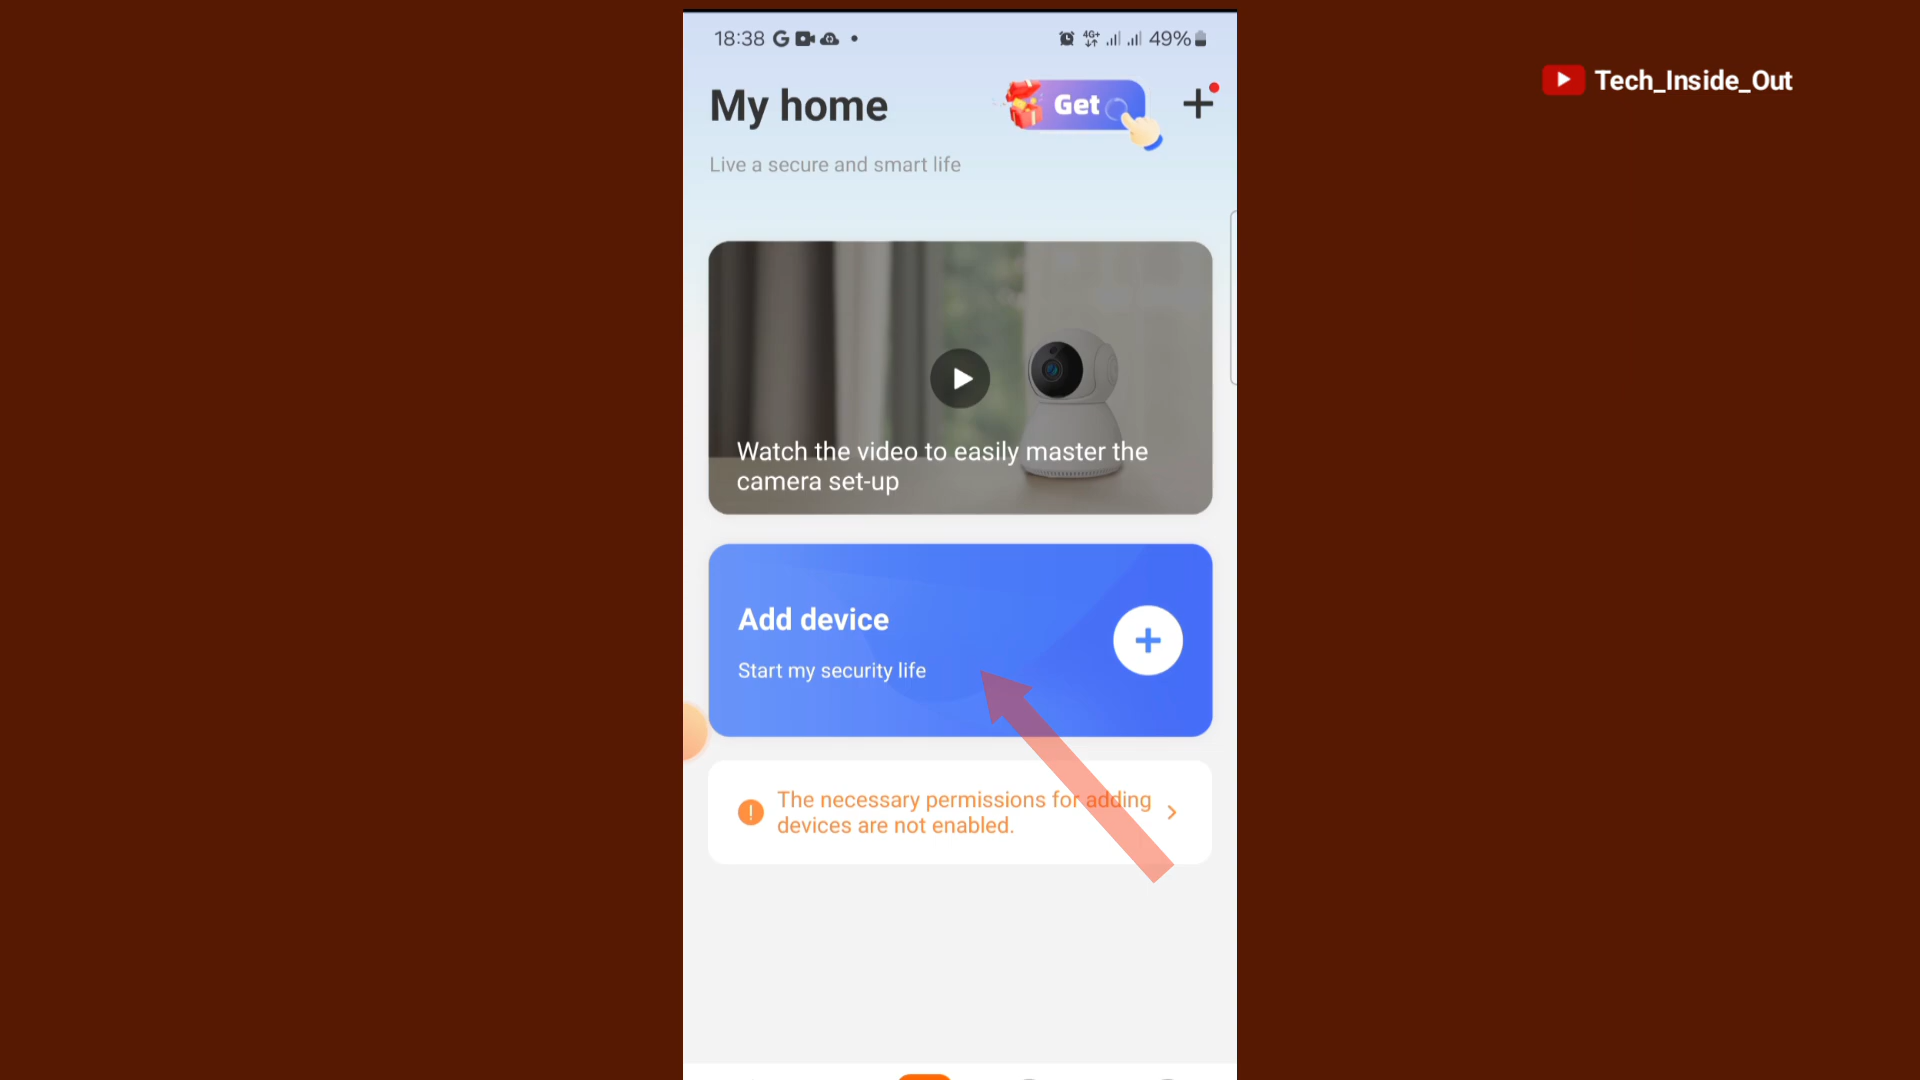 18:38
4G+
49%
Tech_Inside_Out
My home
Get
Live a secure and smart life
Watch the video to easily master the
camera set-up
Add device
Start my security life
The necessary permissions for adding
devices are not enabled.